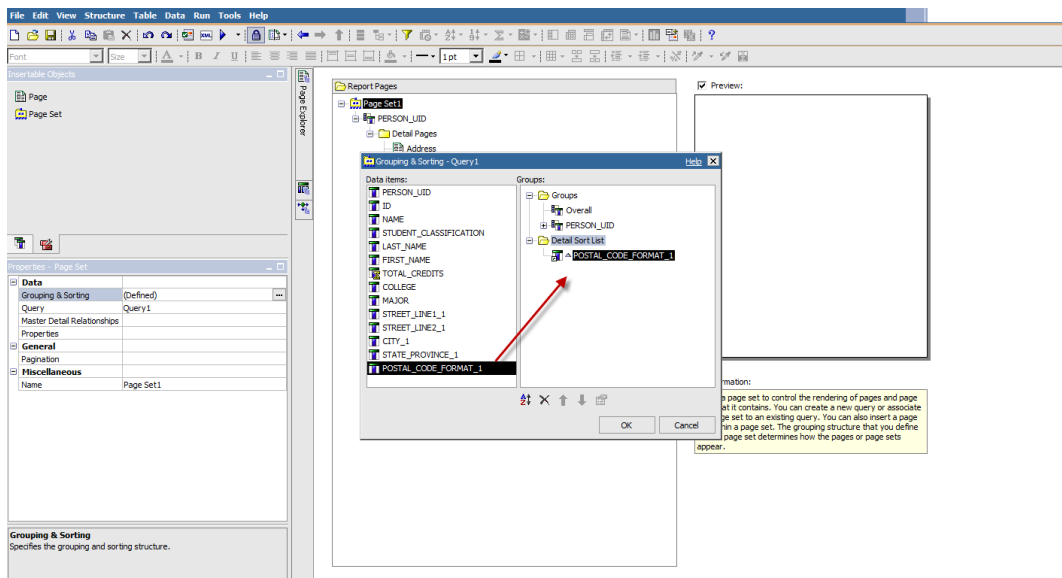 File Edit View Structure Table Data Run Tools Help
Font Size 1 pt
Insertable Objects
Page
Page Set
Page Explorer
Report Pages
Page Set1
PERSON_UID
Detail Pages
Address
Preview:
Grouping & Sorting - Query1 Help
Data items:
PERSON_UID
ID
NAME
STUDENT_CLASSIFICATION
LAST_NAME
FIRST_NAME
TOTAL_CREDITS
COLLEGE
MAJOR
STREET_LINE1_1
STREET_LINE2_1
CITY_1
STATE_PROVINCE_1
POSTAL_CODE_FORMAT_1
Groups:
Groups
Overall
PERSON_UID
Detail Sort List
POSTAL_CODE_FORMAT_1
OK Cancel
Properties - Page Set
Data
Grouping & Sorting (Defined) ...
Query Query1
Master Detail Relationships
Properties
General
Pagination
Miscellaneous
Name Page Set1
mation:
a page set to control the rendering of pages and page
at it contains. You can create a new query or associate
ge set to an existing query. You can also insert a page
hin a page set. The grouping structure that you define
page set determines how the pages or page sets
appear.
Grouping & Sorting
Specifies the grouping and sorting structure.